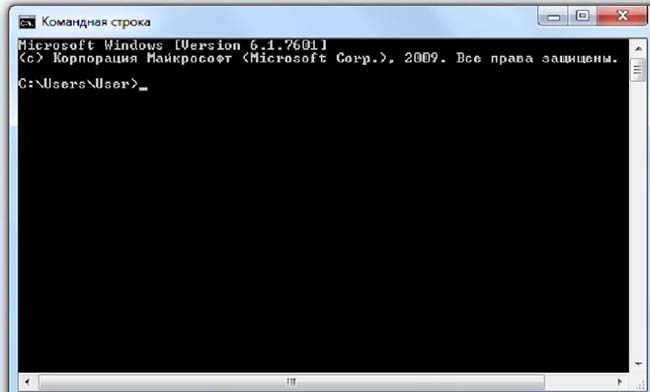 Командная строка
Microsoft Windows [Version 6.1.7601]
(c) Корпорация Майкрософт (Microsoft Corp.), 2009. Все права защищены.
C:\Users\User>_